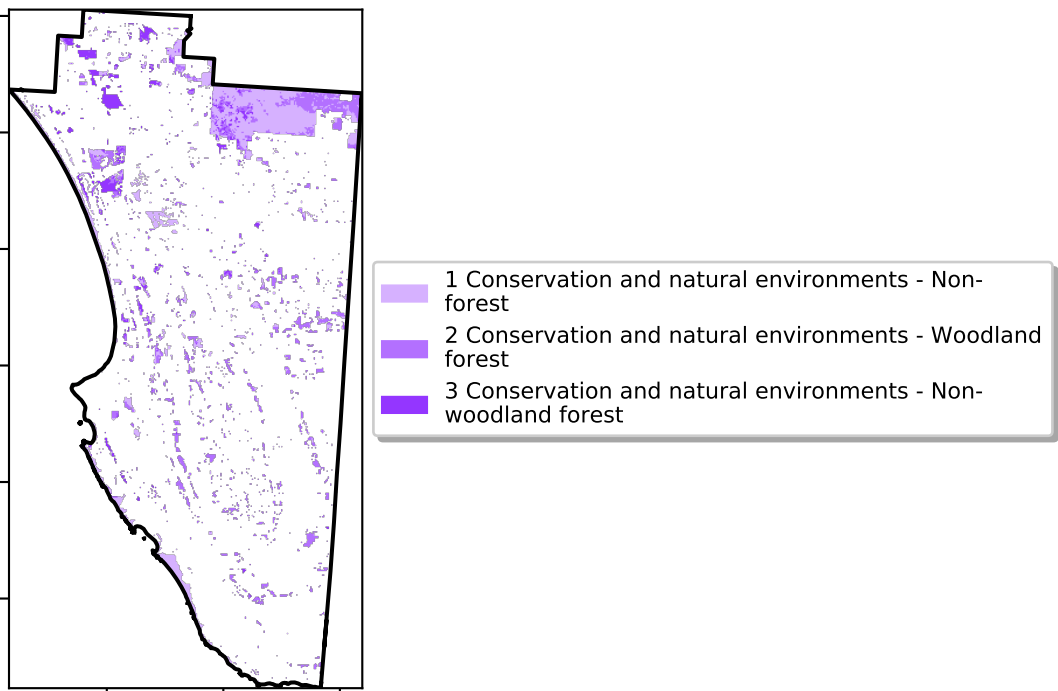 1 Conservation and natural environments - Non-
forest
2 Conservation and natural environments - Woodland
forest
3 Conservation and natural environments - Non-
woodland forest